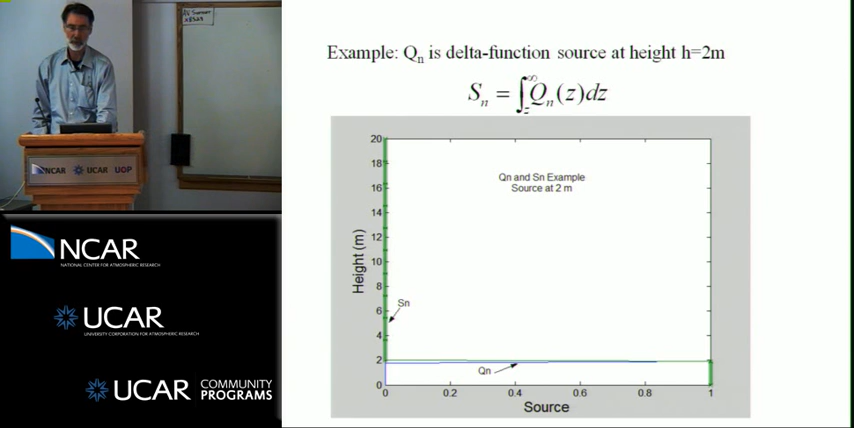 AV Support
x8324
NCAR UCAR UOP
NCAR
NATIONAL CENTER FOR ATMOSPHERIC RESEARCH
UCAR
UNIVERSITY CORPORATION FOR ATMOSPHERIC RESEARCH
UCAR COMMUNITY PROGRAMS
Example: Qn is delta-function source at height h=2m
Sn = ∫z∞ Qn(z)dz
Qn and Sn Example
Source at 2 m
Height (m)
20
18
16
14
12
10
8
6
4
2
0
Sn
Qn
0 0.2 0.4 0.6 0.8 1
Source